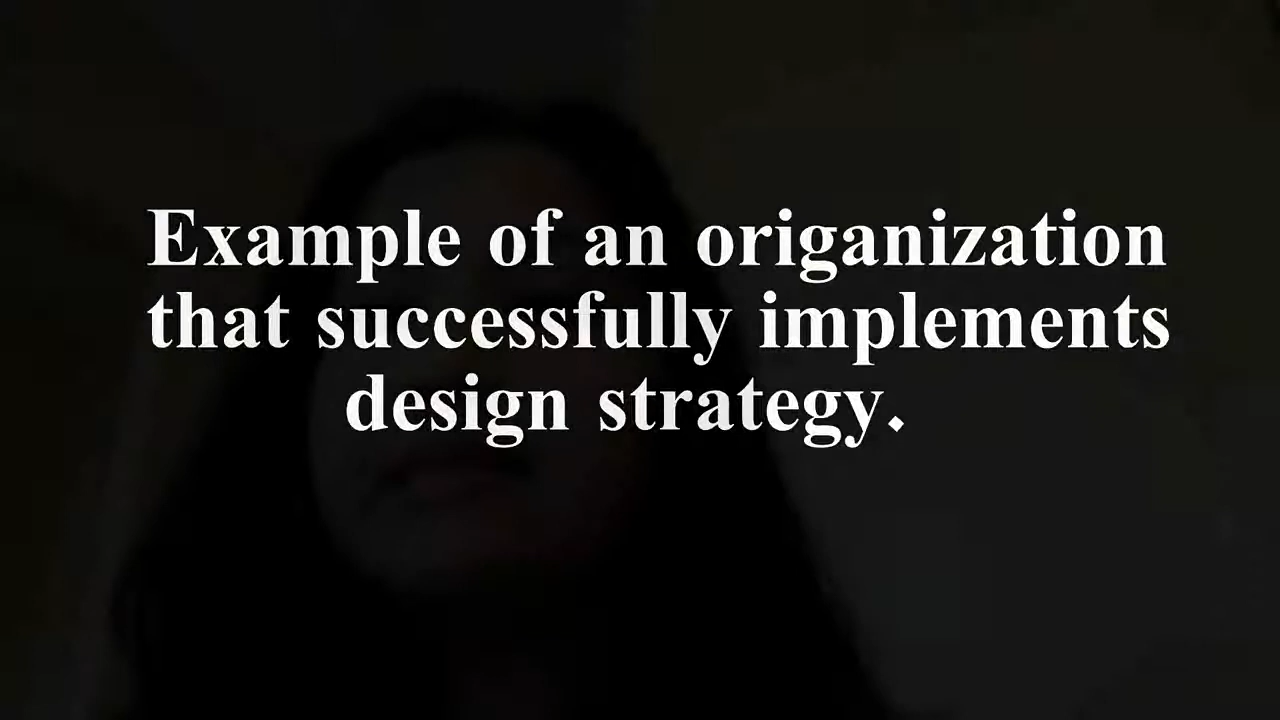 Example of an origanization
that successfully implements
design strategy.